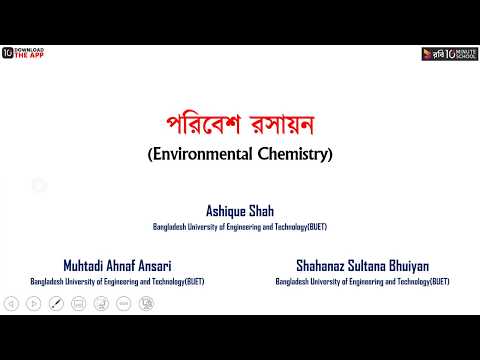 10 DOWNLOAD
THE APP
রবি 10 MINUTE
SCHOOL
পরিবেশ রসায়ন
(Environmental Chemistry)
Ashique Shah
Bangladesh University of Engineering and Technology(BUET)
Muhtadi Ahnaf Ansari
Bangladesh University of Engineering and Technology(BUET)
Shahanaz Sultana Bhuiyan
Bangladesh University of Engineering and Technology(BUET)